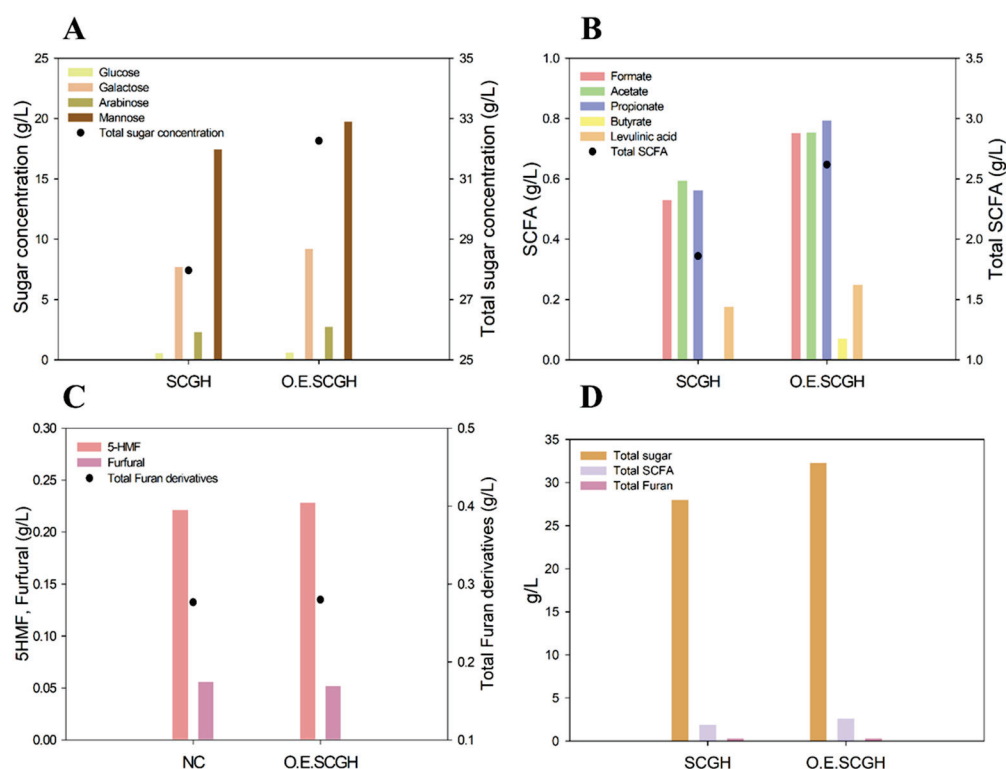 A
Sugar concentration (g/L)
25
20
15
10
5
0
Glucose
Galactose
Arabinose
Mannose
Total sugar concentration
35
33
31
29
27
25
Total sugar concentration (g/L)
SCGH
O.E.SCGH
B
SCFA (g/L)
1.0
0.8
0.6
0.4
0.2
0.0
Formate
Acetate
Propionate
Butyrate
Levulinic acid
Total SCFA
3.5
3.0
2.5
2.0
1.5
1.0
Total SCFA (g/L)
SCGH
O.E.SCGH
C
5HMF, Furfural (g/L)
0.30
0.25
0.20
0.15
0.10
0.05
0.00
5-HMF
Furfural
Total Furan derivatives
0.5
0.4
0.3
0.2
0.1
Total Furan derivatives (g/L)
NC
O.E.SCGH
D
g/L
35
30
25
20
15
10
5
0
Total sugar
Total SCFA
Total Furan
SCGH
O.E.SCGH